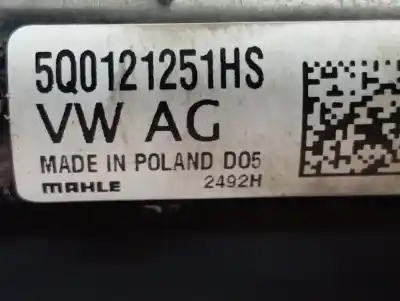 5Q0121251HS
VW AG
MADE IN POLAND D05
MAHLE 2492H